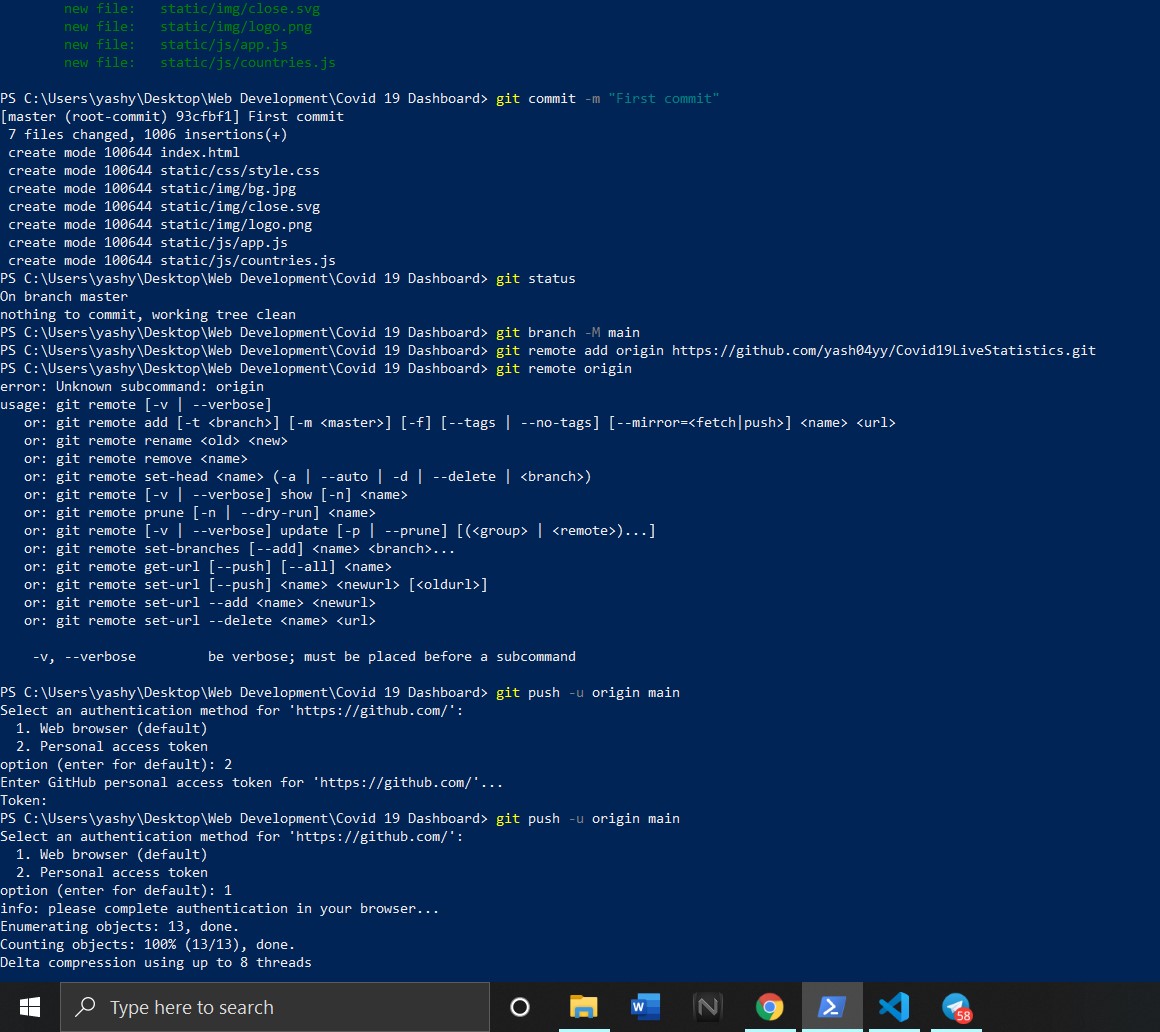 new file:   static/img/close.svg
new file:   static/img/logo.png
new file:   static/js/app.js
new file:   static/js/countries.js
PS C:\Users\yashy\Desktop\Web Development\Covid 19 Dashboard> git commit -m "First commit"
[master (root-commit) 93cfbf1] First commit
 7 files changed, 1006 insertions(+)
 create mode 100644 index.html
 create mode 100644 static/css/style.css
 create mode 100644 static/img/bg.jpg
 create mode 100644 static/img/close.svg
 create mode 100644 static/img/logo.png
 create mode 100644 static/js/app.js
 create mode 100644 static/js/countries.js
PS C:\Users\yashy\Desktop\Web Development\Covid 19 Dashboard> git status
On branch master
nothing to commit, working tree clean
PS C:\Users\yashy\Desktop\Web Development\Covid 19 Dashboard> git branch -M main
PS C:\Users\yashy\Desktop\Web Development\Covid 19 Dashboard> git remote add origin https://github.com/yash04yy/Covid19LiveStatistics.git
PS C:\Users\yashy\Desktop\Web Development\Covid 19 Dashboard> git remote origin
error: Unknown subcommand: origin
usage: git remote [-v | --verbose]
   or: git remote add [-t <branch>] [-m <master>] [-f] [--tags | --no-tags] [--mirror=<fetch|push>] <name> <url>
   or: git remote rename <old> <new>
   or: git remote remove <name>
   or: git remote set-head <name> (-a | --auto | -d | --delete | <branch>)
   or: git remote [-v | --verbose] show [-n] <name>
   or: git remote prune [-n | --dry-run] <name>
   or: git remote [-v | --verbose] update [-p | --prune] [(<group> | <remote>)...]
   or: git remote set-branches [--add] <name> <branch>...
   or: git remote get-url [--push] [--all] <name>
   or: git remote set-url [--push] <name> <newurl> [<oldurl>]
   or: git remote set-url --add <name> <newurl>
   or: git remote set-url --delete <name> <url>
    -v, --verbose         be verbose; must be placed before a subcommand
PS C:\Users\yashy\Desktop\Web Development\Covid 19 Dashboard> git push -u origin main
Select an authentication method for 'https://github.com/':
  1. Web browser (default)
  2. Personal access token
option (enter for default): 2
Enter GitHub personal access token for 'https://github.com/'...
Token:
PS C:\Users\yashy\Desktop\Web Development\Covid 19 Dashboard> git push -u origin main
Select an authentication method for 'https://github.com/':
  1. Web browser (default)
  2. Personal access token
option (enter for default): 1
info: please complete authentication in your browser...
Enumerating objects: 13, done.
Counting objects: 100% (13/13), done.
Delta compression using up to 8 threads
Type here to search
W
N
58